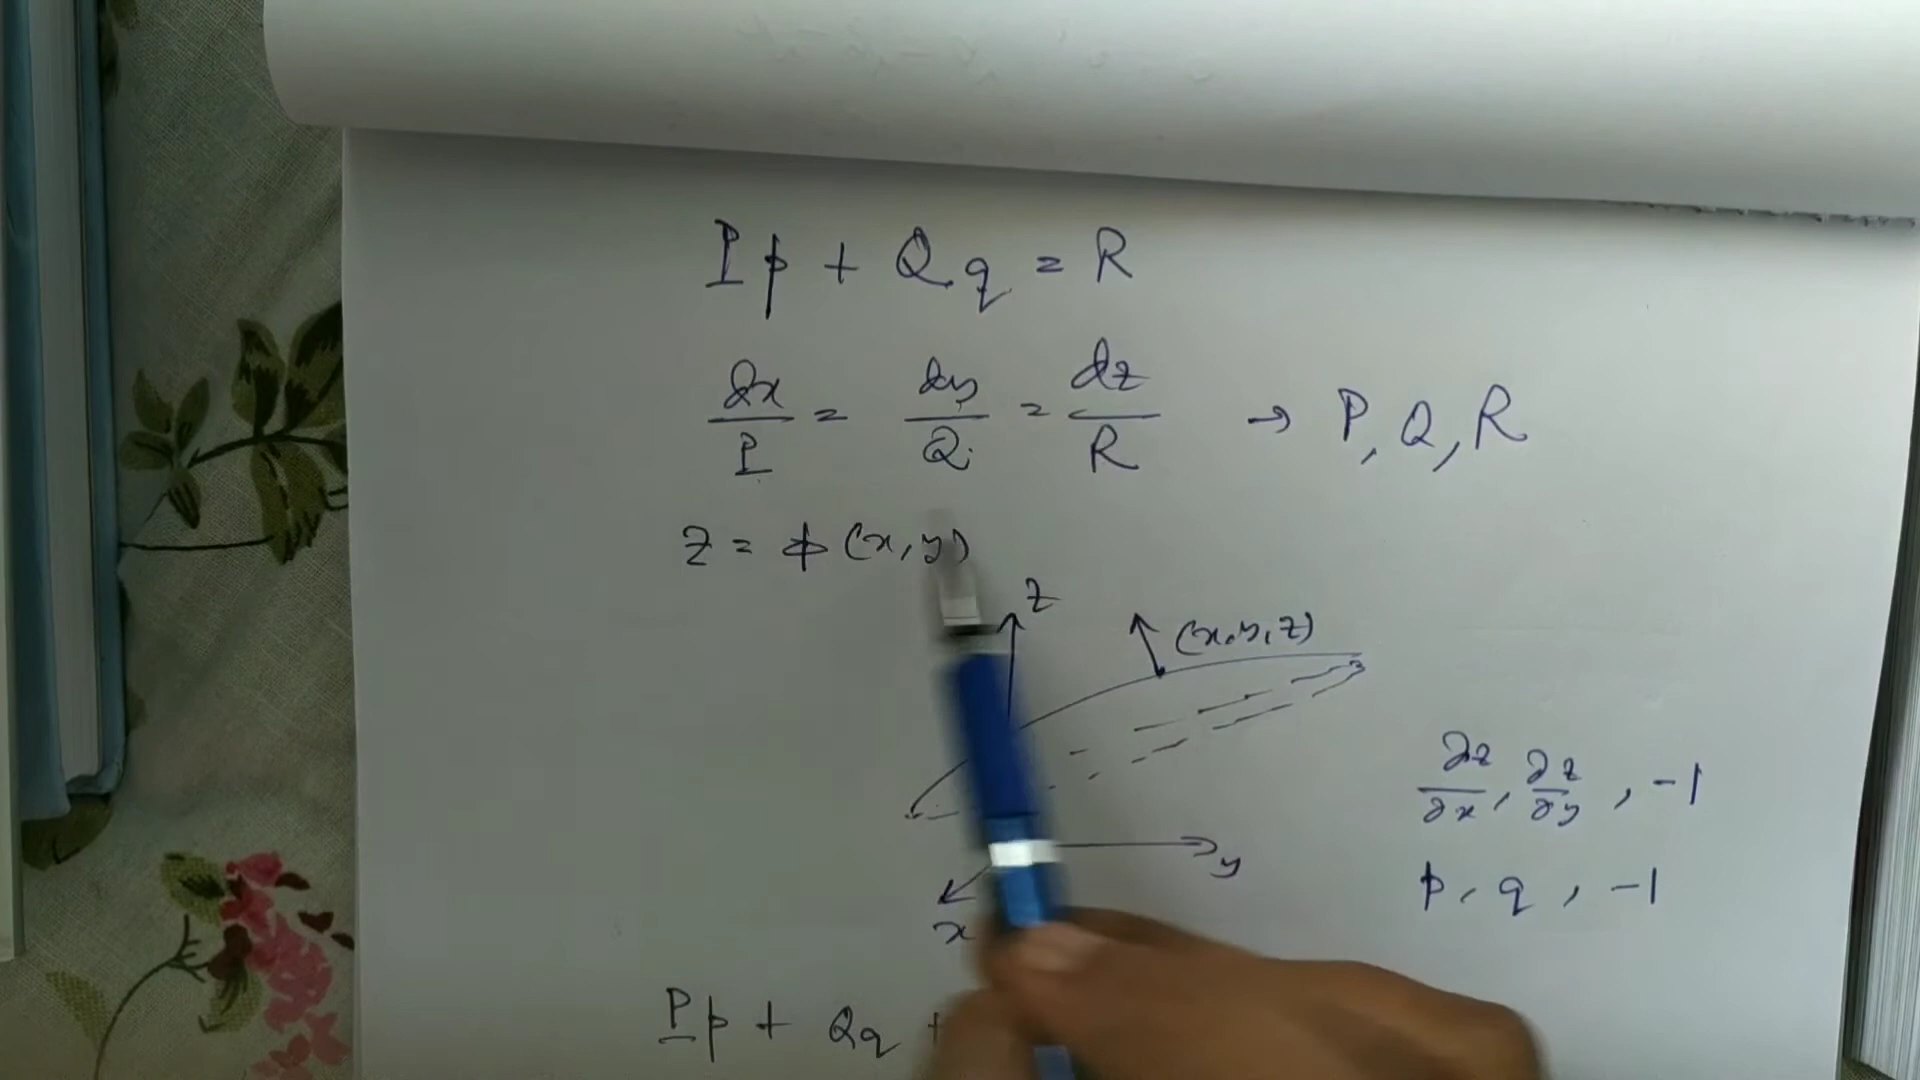 Pp + Qq = R
dx/P = dy/Q = dz/R → P, Q, R
z = ϕ (x, y)
z
(x, y, z)
∂z/∂x, ∂z/∂y, -1
y
p, q, -1
x
Pp + Qq +